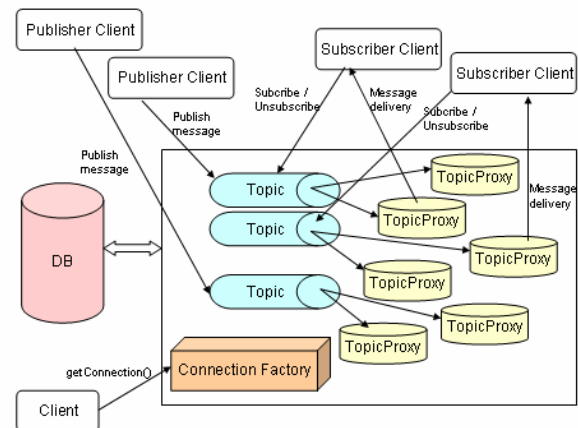 Publisher Client
Publisher Client
Subscriber Client
Subscriber Client
Publish
message
Subcribe /
Unsubscribe
Message
delivery
Subcribe /
Unsubscribe
Publish
message
Topic
TopicProxy
Message
delivery
TopicProxy
Topic
TopicProxy
DB
TopicProxy
Topic
TopicProxy
TopicProxy
getConnection()
Connection Factory
Client